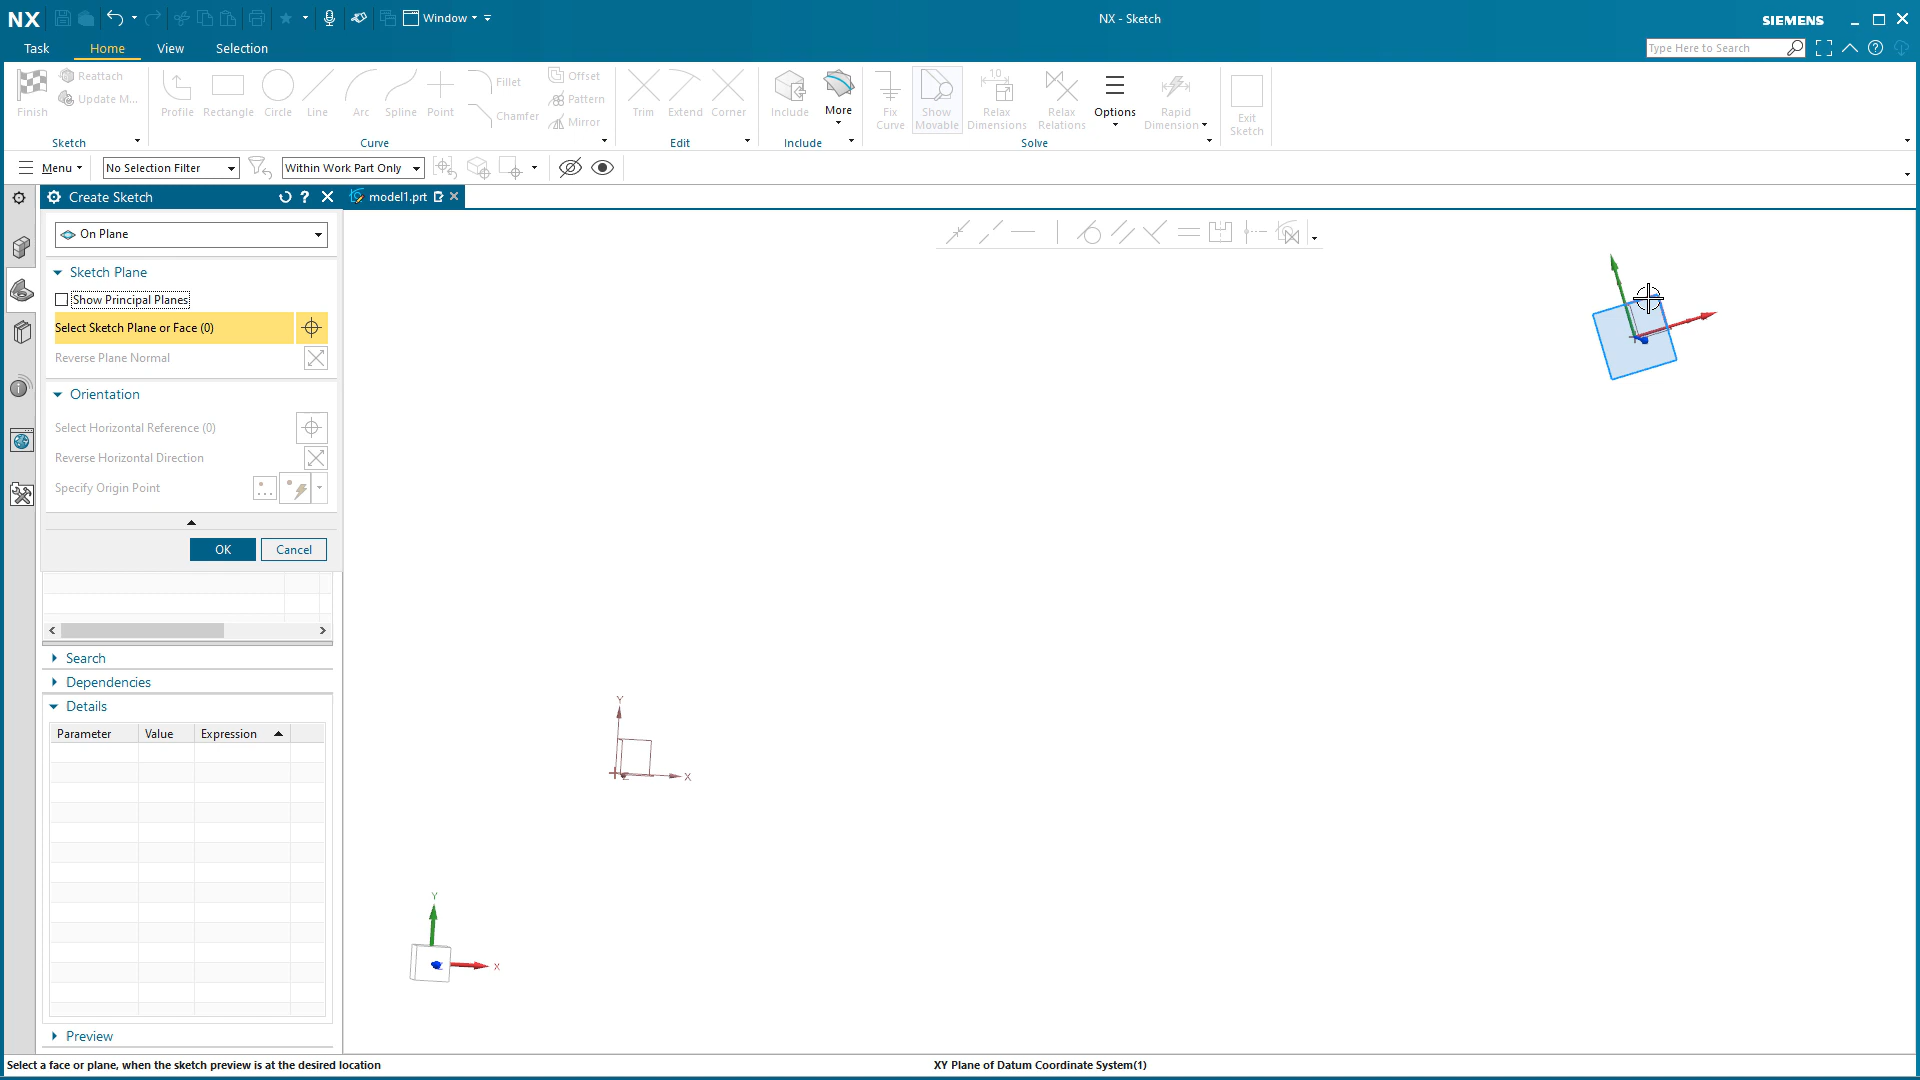 NX
Window
NX - Sketch
SIEMENS
Task
Home
View
Selection
Type Here to Search
Finish
Reattach
Update M...
Sketch
Profile
Rectangle
Circle
Line
Arc
Spline
Point
Fillet
Chamfer
Offset
Pattern
Mirror
Curve
Trim
Extend
Corner
Edit
Include
More
Include
Fix
Curve
Show
Movable
10
Relax
Dimensions
Relax
Relations
Options
Rapid
Dimension
Solve
Exit
Sketch
Menu
No Selection Filter
Within Work Part Only
Create Sketch
model1.prt
On Plane
Sketch Plane
Show Principal Planes
Select Sketch Plane or Face (0)
Reverse Plane Normal
Orientation
Select Horizontal Reference (0)
Reverse Horizontal Direction
Specify Origin Point
OK
Cancel
Search
Dependencies
Details
Parameter
Value
Expression
Preview
Y
X
Y
X
Select a face or plane, when the sketch preview is at the desired location
XY Plane of Datum Coordinate System(1)